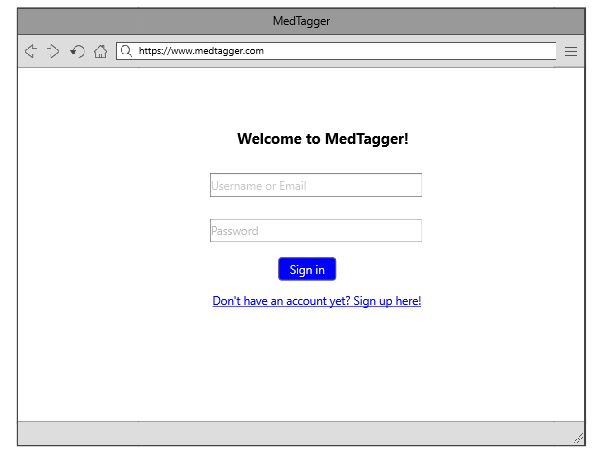 MedTagger
https://www.medtagger.com
Welcome to MedTagger!
Username or Email
Password
Sign in
Don't have an account yet? Sign up here!